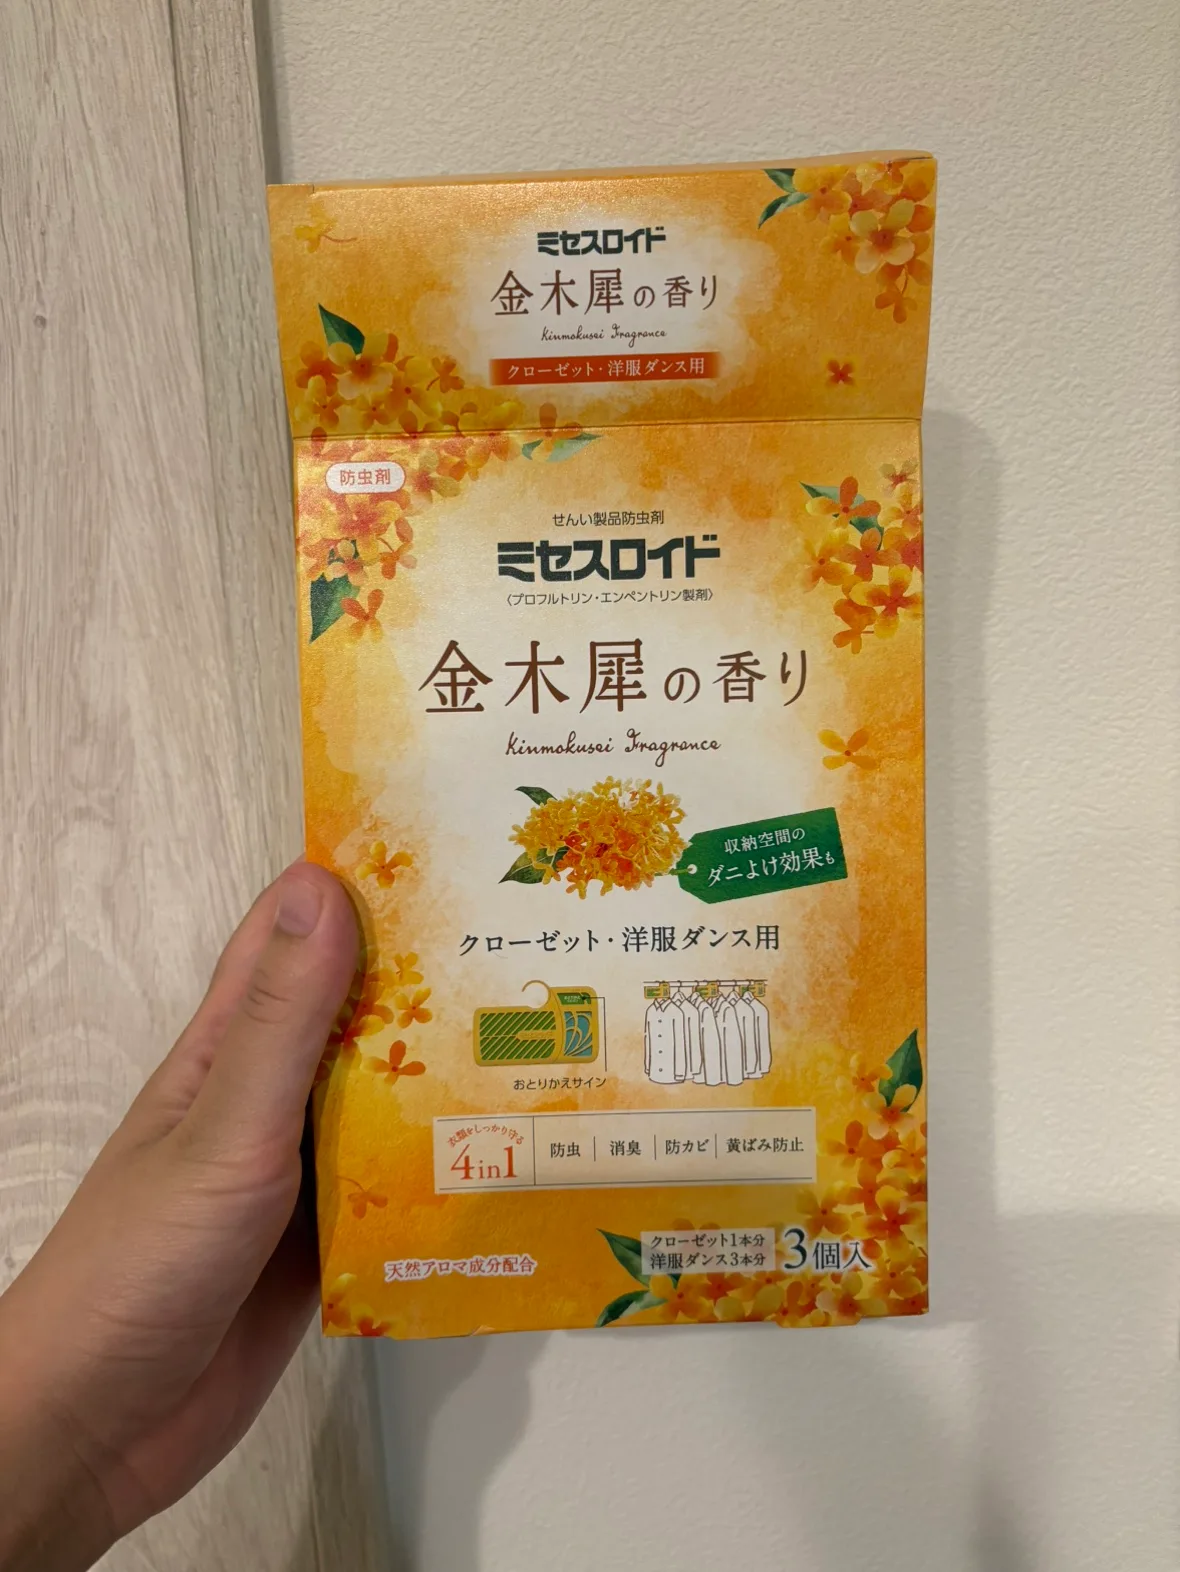 ミセスロイド
金木犀の香り
Kinmokusei Fragrance
クローゼット・洋服ダンス用
防虫剤
せんい製品防虫剤
ミセスロイド
〈プロフルトリン・エンペントリン製剤〉
金木犀の香り
Kinmokusei Fragrance
収納空間の
ダニよけ効果も
クローゼット・洋服ダンス用
おとりかえサイン
衣類をしっかり守る
4in1
防虫 | 消臭 | 防カビ | 黄ばみ防止
天然アロマ成分配合
クローゼット1本分
洋服ダンス3本分
3個入